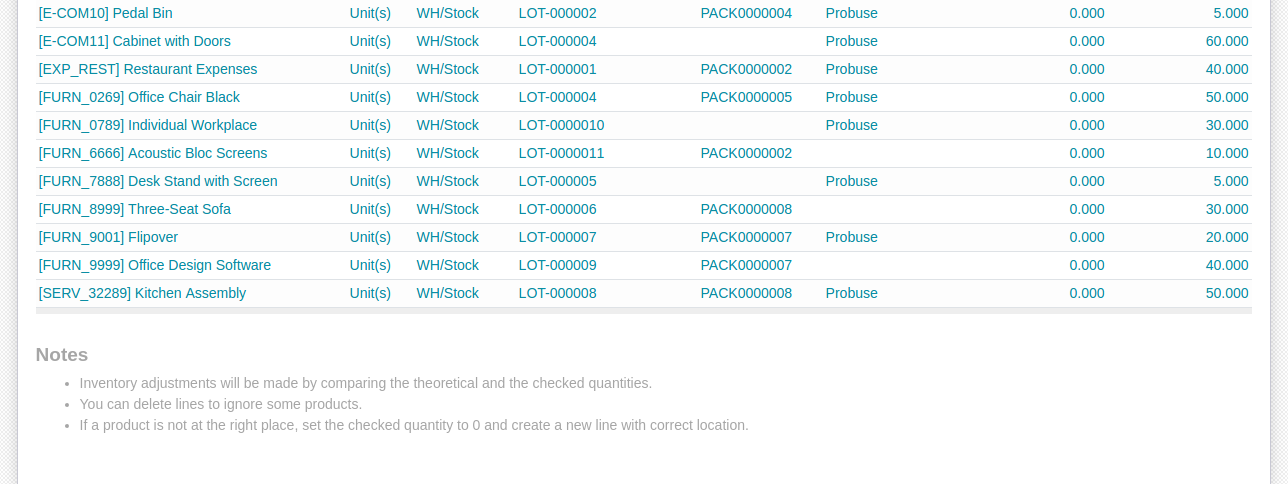 [E-COM10] Pedal Bin Unit(s) WH/Stock LOT-000002 PACK0000004 Probuse 0.000 5.000
[E-COM11] Cabinet with Doors Unit(s) WH/Stock LOT-000004 Probuse 0.000 60.000
[EXP_REST] Restaurant Expenses Unit(s) WH/Stock LOT-000001 PACK0000002 Probuse 0.000 40.000
[FURN_0269] Office Chair Black Unit(s) WH/Stock LOT-000004 PACK0000005 Probuse 0.000 50.000
[FURN_0789] Individual Workplace Unit(s) WH/Stock LOT-0000010 Probuse 0.000 30.000
[FURN_6666] Acoustic Bloc Screens Unit(s) WH/Stock LOT-0000011 PACK0000002 0.000 10.000
[FURN_7888] Desk Stand with Screen Unit(s) WH/Stock LOT-000005 Probuse 0.000 5.000
[FURN_8999] Three-Seat Sofa Unit(s) WH/Stock LOT-000006 PACK0000008 0.000 30.000
[FURN_9001] Flipover Unit(s) WH/Stock LOT-000007 PACK0000007 Probuse 0.000 20.000
[FURN_9999] Office Design Software Unit(s) WH/Stock LOT-000009 PACK0000007 0.000 40.000
[SERV_32289] Kitchen Assembly Unit(s) WH/Stock LOT-000008 PACK0000008 Probuse 0.000 50.000
Notes
• Inventory adjustments will be made by comparing the theoretical and the checked quantities.
• You can delete lines to ignore some products.
• If a product is not at the right place, set the checked quantity to 0 and create a new line with correct location.